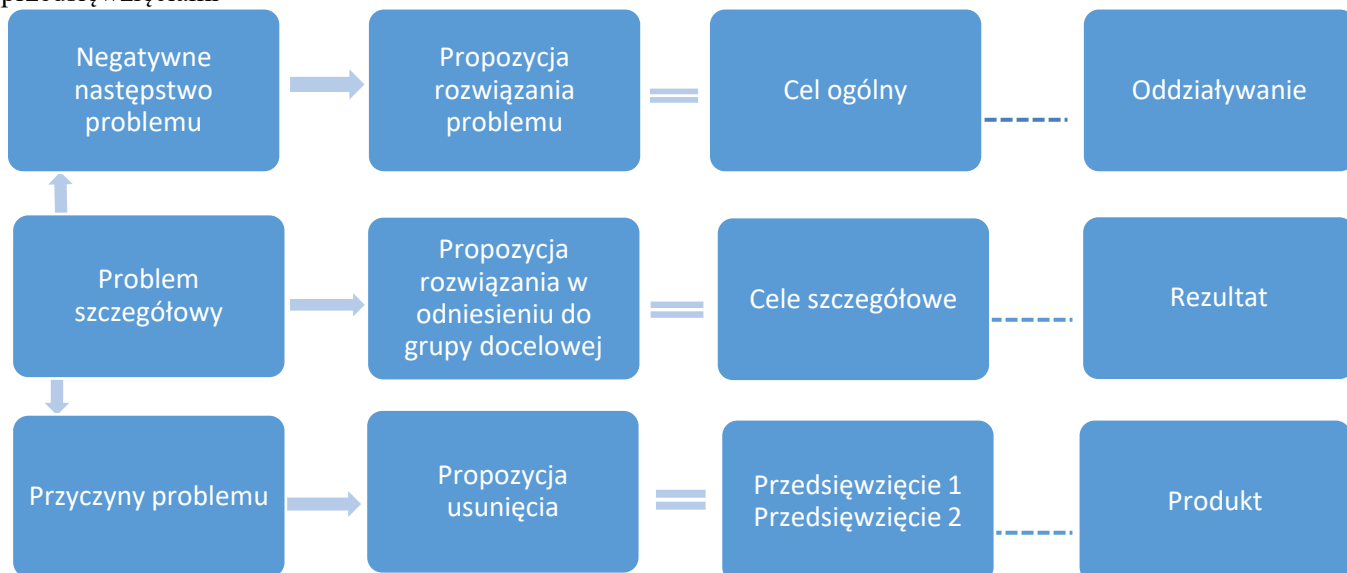 przedsięwzięciami
Negatywne
następstwo
problemu
Propozycja
rozwiązania
problemu
Cel ogólny
Oddziaływanie
Problem
szczegółowy
Propozycja
rozwiązania w
odniesieniu do
grupy docelowej
Cele szczegółowe
Rezultat
Przyczyny problemu
Propozycja
usunięcia
Przedsięwzięcie 1
Przedsięwzięcie 2
Produkt